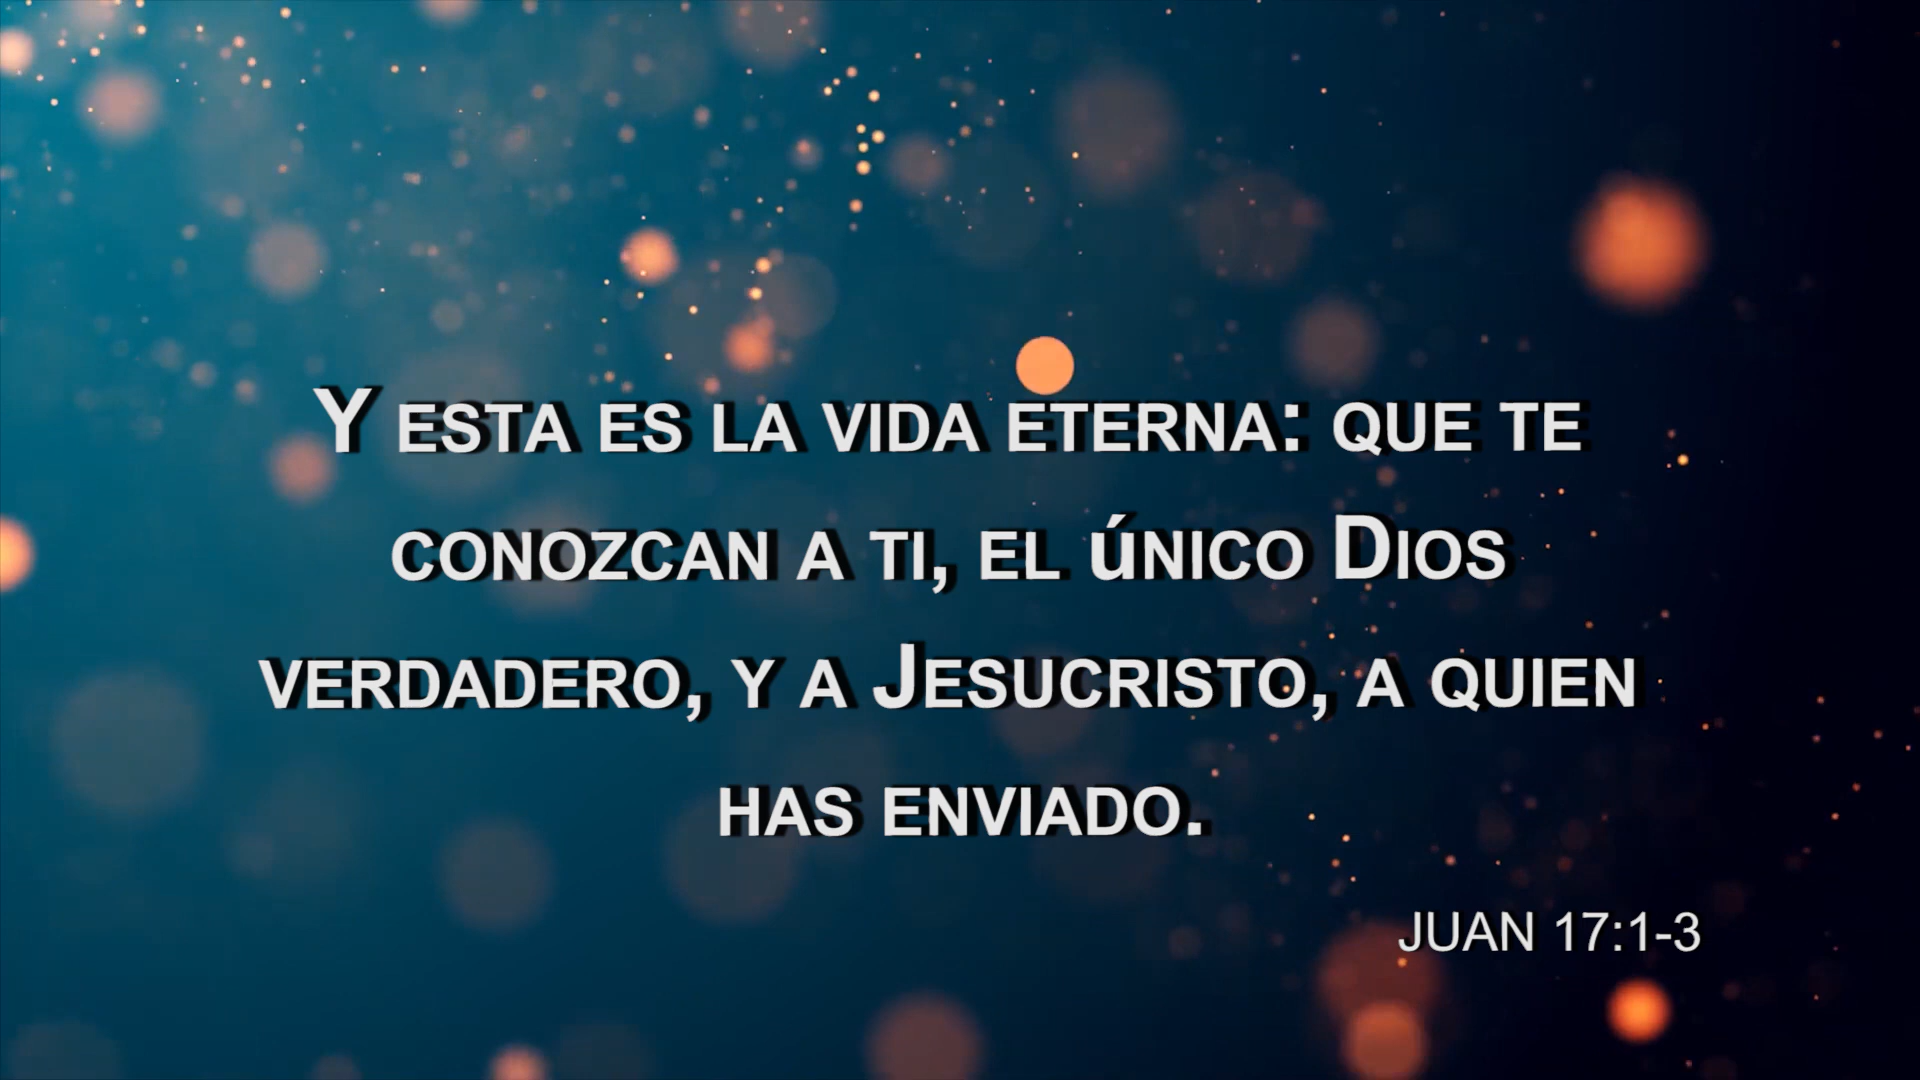 Y ESTA ES LA VIDA ETERNA: QUE TE
CONOZCAN A TI, EL úNICO DIOS
VERDADERO, Y A JESUCRISTO, A QUIEN
HAS ENVIADO.
JUAN 17:1-3